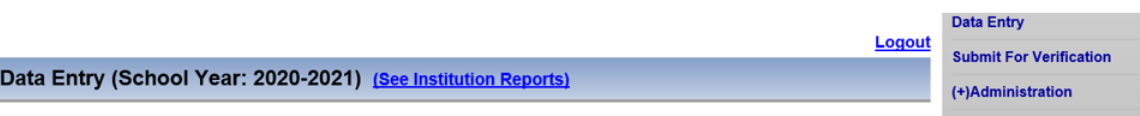 Logout
Data Entry (School Year: 2020-2021) (See Institution Reports)
Data Entry
Submit For Verification
(+)Administration